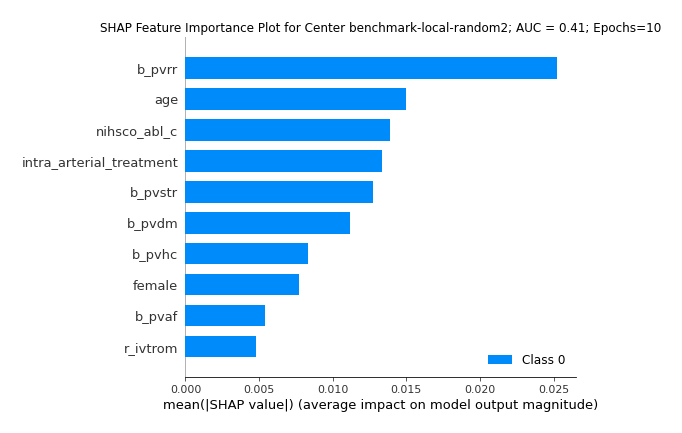 SHAP Feature Importance Plot for Center benchmark-local-random2; AUC = 0.41; Epochs=10
b_pvrr
age
nihsco_abl_c
intra_arterial_treatment
b_pvstr
b_pvdm
b_pvhc
female
b_pvaf
r_ivtrom
Class 0
0.000 0.005 0.010 0.015 0.020 0.025
mean(|SHAP value|) (average impact on model output magnitude)